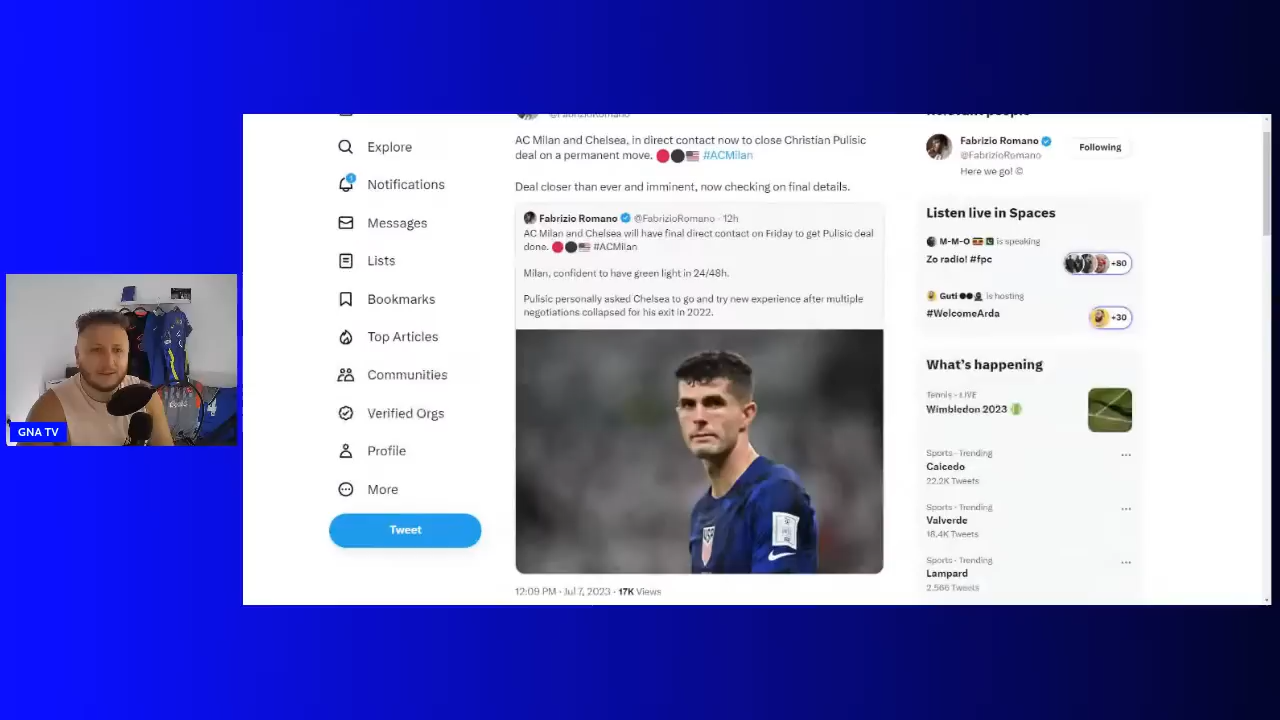 @FabrizioRomano
AC Milan and Chelsea, in direct contact now to close Christian Pulisic
deal on a permanent move. 🔴⚫🇺🇸 #ACMilan
Deal closer than ever and imminent, now checking on final details.
Fabrizio Romano @FabrizioRomano · 12h
AC Milan and Chelsea will have final direct contact on Friday to get Pulisic deal
done. 🔴⚫🇺🇸 #ACMilan
Milan, confident to have green light in 24/48h.
Pulisic personally asked Chelsea to go and try new experience after multiple
negotiations collapsed for his exit in 2022.
12:09 PM · Jul 7, 2023 · 17K Views
Explore
1
Notifications
Messages
Lists
Bookmarks
Top Articles
Communities
Verified Orgs
Profile
More
Tweet
GNA TV
Relevant people
Fabrizio Romano
@FabrizioRomano
Following
Here we go! ©
Listen live in Spaces
M-M-O is speaking
Zo radio! #fpc
+80
Guti is hosting
#WelcomeArda
+30
What's happening
Tennis · LIVE
Wimbledon 2023
Sports · Trending
Caicedo
22.2K Tweets
Sports · Trending
Valverde
18.4K Tweets
Sports · Trending
Lampard
2,566 Tweets